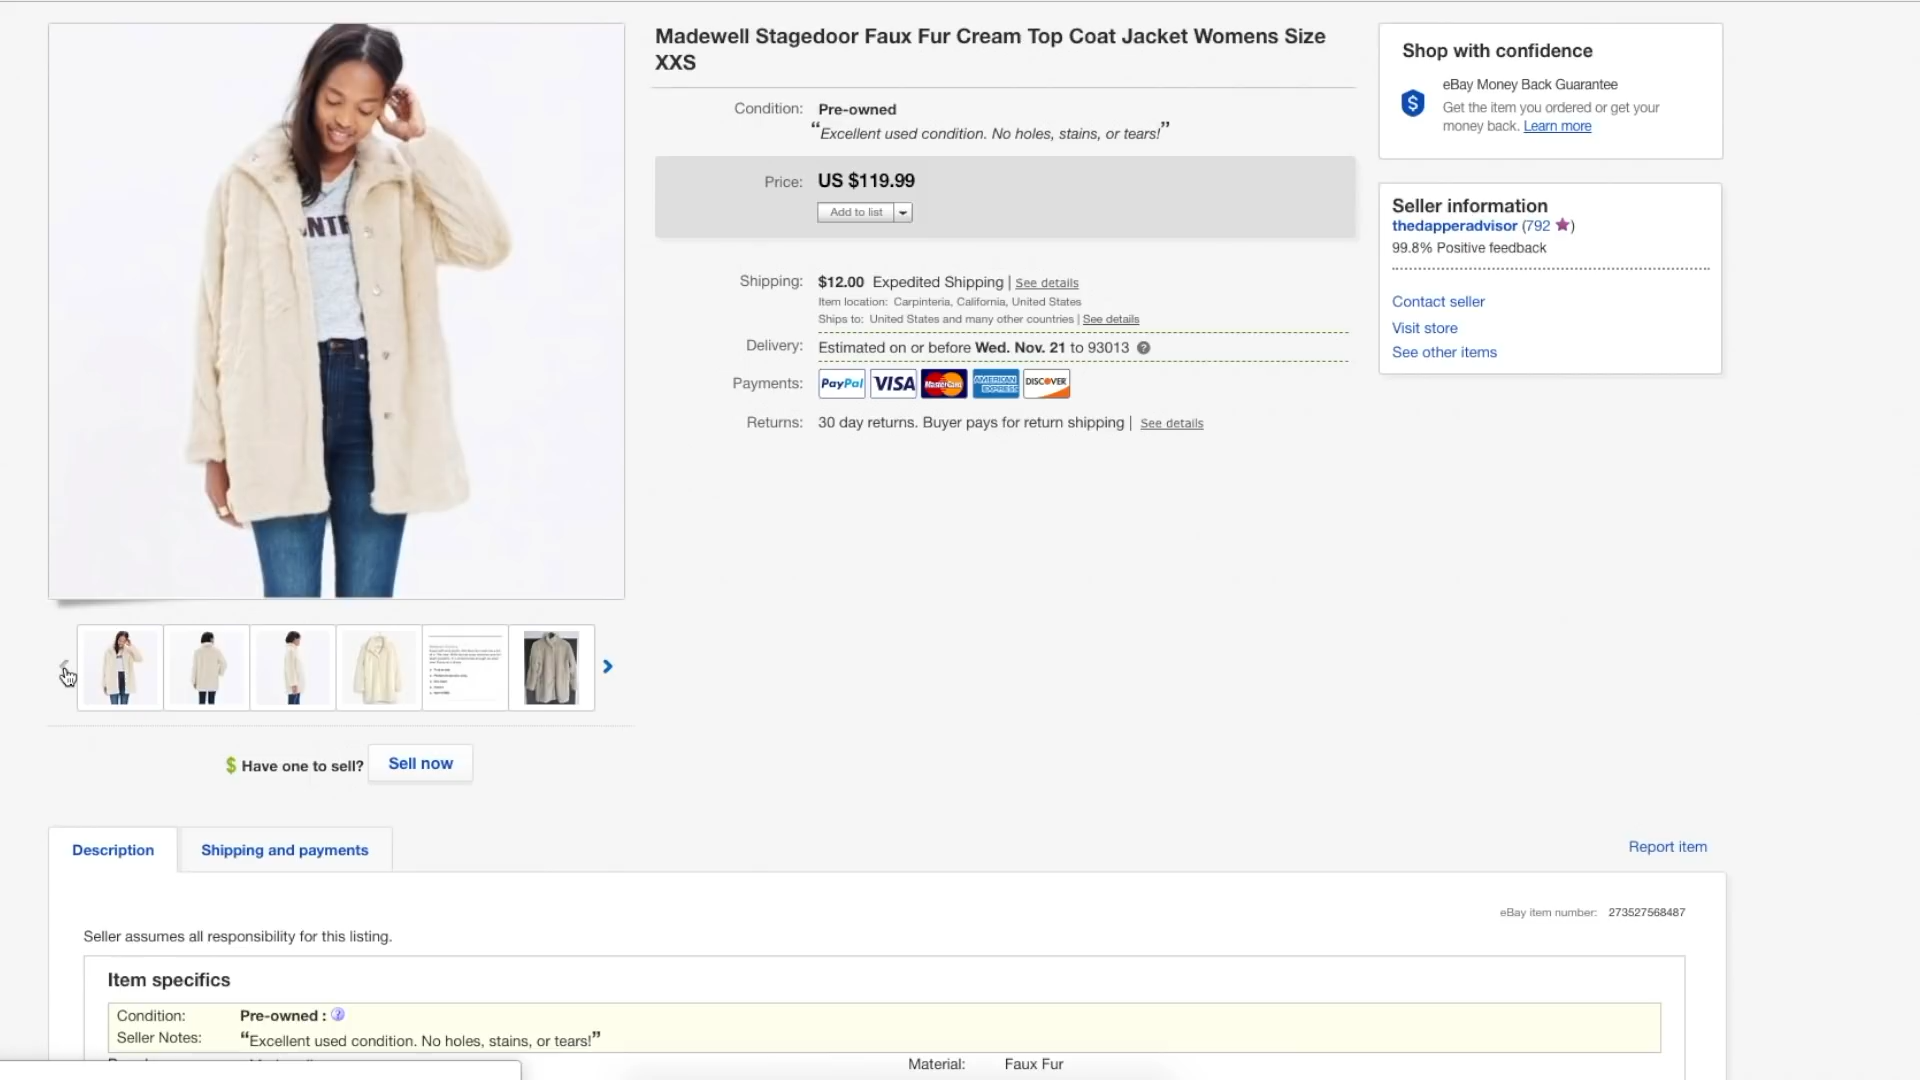 Madewell Stagedoor Faux Fur Cream Top Coat Jacket Womens Size
XXS
Condition: Pre-owned
“Excellent used condition. No holes, stains, or tears!”
Price: US $119.99
Add to list
Shipping: $12.00 Expedited Shipping | See details
Item location: Carpinteria, California, United States
Ships to: United States and many other countries | See details
Delivery: Estimated on or before Wed. Nov. 21 to 93013 ?
Payments: PayPal VISA MasterCard AMERICAN EXPRESS DISCOVER
Returns: 30 day returns. Buyer pays for return shipping | See details
Shop with confidence
$
eBay Money Back Guarantee
Get the item you ordered or get your
money back. Learn more
Seller information
thedapperadvisor (792 ★)
99.8% Positive feedback
Contact seller
Visit store
See other items
$ Have one to sell? Sell now
Description
Shipping and payments
Report item
eBay item number: 273527568487
Seller assumes all responsibility for this listing.
Item specifics
Condition: Pre-owned : ?
Seller Notes: “Excellent used condition. No holes, stains, or tears!”
Material: Faux Fur